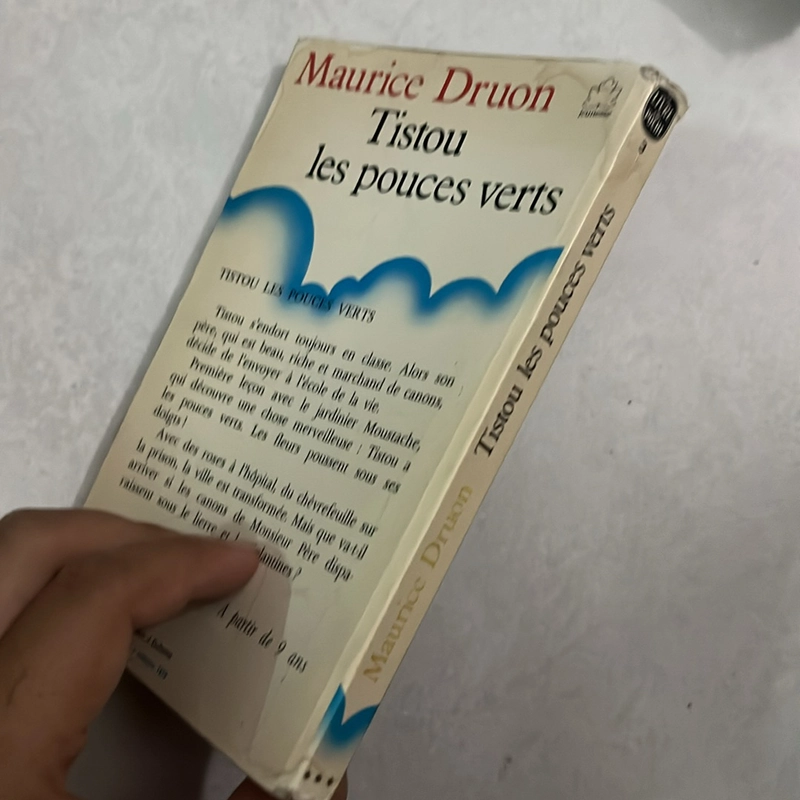 Maurice Druon
Tistou
les pouces verts
jeunesse
TISTOU LES POUCES VERTS
Tistou s'endort toujours en classe. Alors son
père, qui est beau, riche et marchand de canons,
décide de l'envoyer à l'école de la vie.
Première leçon avec le jardinier Moustache,
qui découvre une chose merveilleuse : Tistou a
les pouces verts. Les fleurs poussent sous ses
doigts !
Avec des roses à l'hôpital, du chèvrefeuille sur
la prison, la ville est transformée. Mais que va-t-il
arriver si les canons de Monsieur Père dispa-
raissent sous le lierre et
À partir de 9 ans
Maurice Druon Tistou les pouces verts